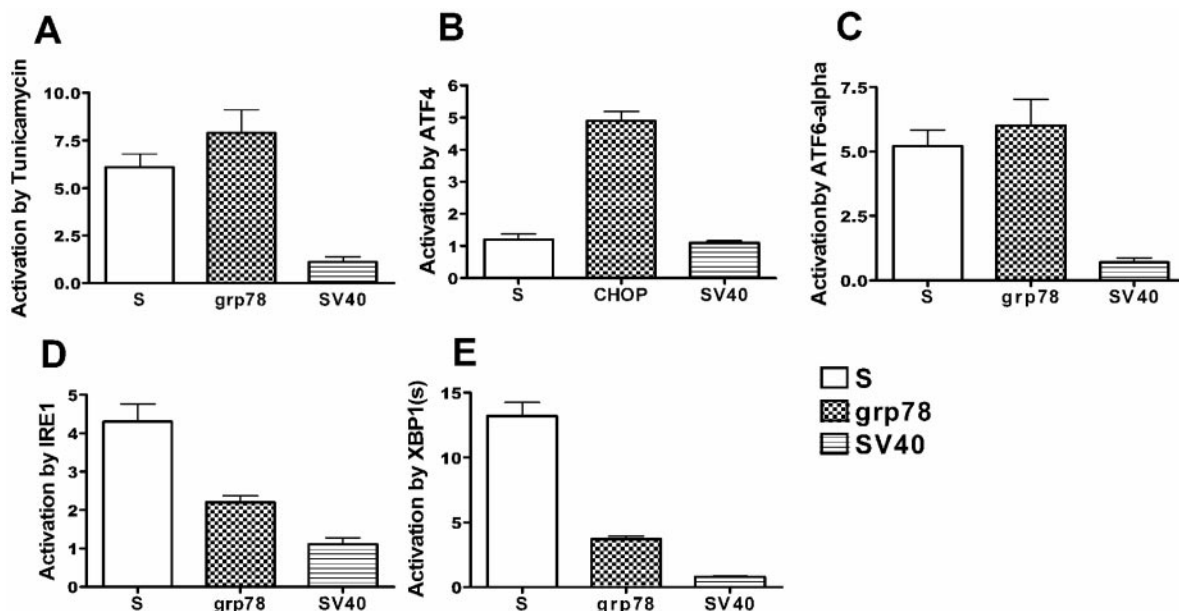 A
Activation by Tunicamycin
10.0
7.5
5.0
2.5
0.0
S grp78 SV40
B
Activation by ATF4
6
5
4
3
2
1
0
S CHOP SV40
C
Activationby ATF6-alpha
7.5
5.0
2.5
0.0
S grp78 SV40
D
Activation by IRE1
5
4
3
2
1
0
S grp78 SV40
E
Activation by XBP1(s)
15
10
5
0
S grp78 SV40
S
grp78
SV40